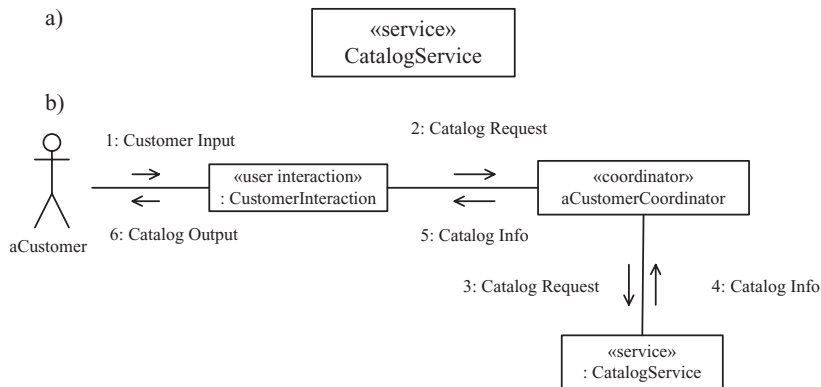 a)
«service»
CatalogService
b)
1: Customer Input
2: Catalog Request
«user interaction»
: CustomerInteraction
«coordinator»
aCustomerCoordinator
6: Catalog Output
5: Catalog Info
aCustomer
3: Catalog Request
4: Catalog Info
«service»
: CatalogService